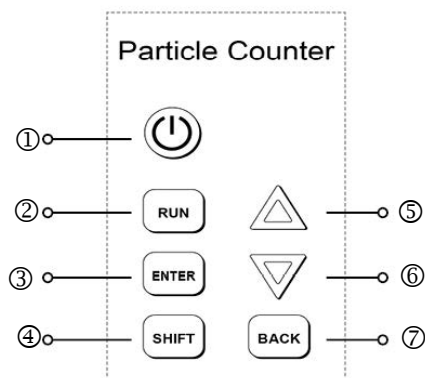 Particle Counter
①
② RUN ⑤
③ ENTER ⑥
④ SHIFT BACK ⑦